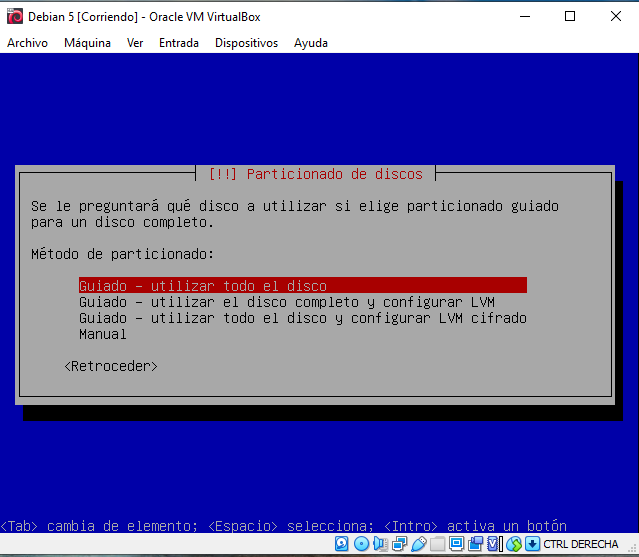 Debian 5 [Corriendo] - Oracle VM VirtualBox
Archivo Máquina Ver Entrada Dispositivos Ayuda
[!!] Particionado de discos
Se le preguntará qué disco a utilizar si elige particionado guiado
para un disco completo.
Método de particionado:
Guiado - utilizar todo el disco
Guiado - utilizar el disco completo y configurar LVM
Guiado - utilizar todo el disco y configurar LVM cifrado
Manual
<Retroceder>
<Tab> cambia de elemento; <Espacio> selecciona; <Intro> activa un botón
CTRL DERECHA